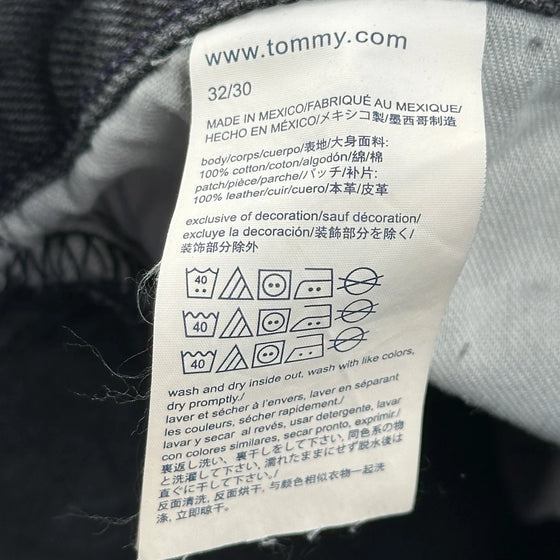 www.tommy.com
32/30
MADE IN MEXICO/FABRIQUÉ AU MEXIQUE/
HECHO EN MÉXICO/メキシコ製/墨西哥制造
body/corps/cuerpo/表地/大身面料:
100% cotton/coton/algodón/綿/棉
patch/pièce/parche/パッチ/补片:
100% leather/cuir/cuero/本革/皮革
exclusive of decoration/sauf décoration/
excluye la decoración/装飾部分を除く/
装饰部分除外
40
40
40
wash and dry inside out, wash with like colors,
dry promptly./
laver et sécher à l'envers, laver en séparant
les couleurs, sécher rapidement./
lavar y secar al revés, usar detergente, lavar
con colores similares, secar pronto, exprimir./
裏返し洗い、裏干しをして下さい, 同色系の物
と洗濯して下さい, 濡れたままにせず脱水後は
直ぐに干して下さい./
反面清洗, 反面烘干, 与颜色相似衣物一起洗
涤, 立即晾干。